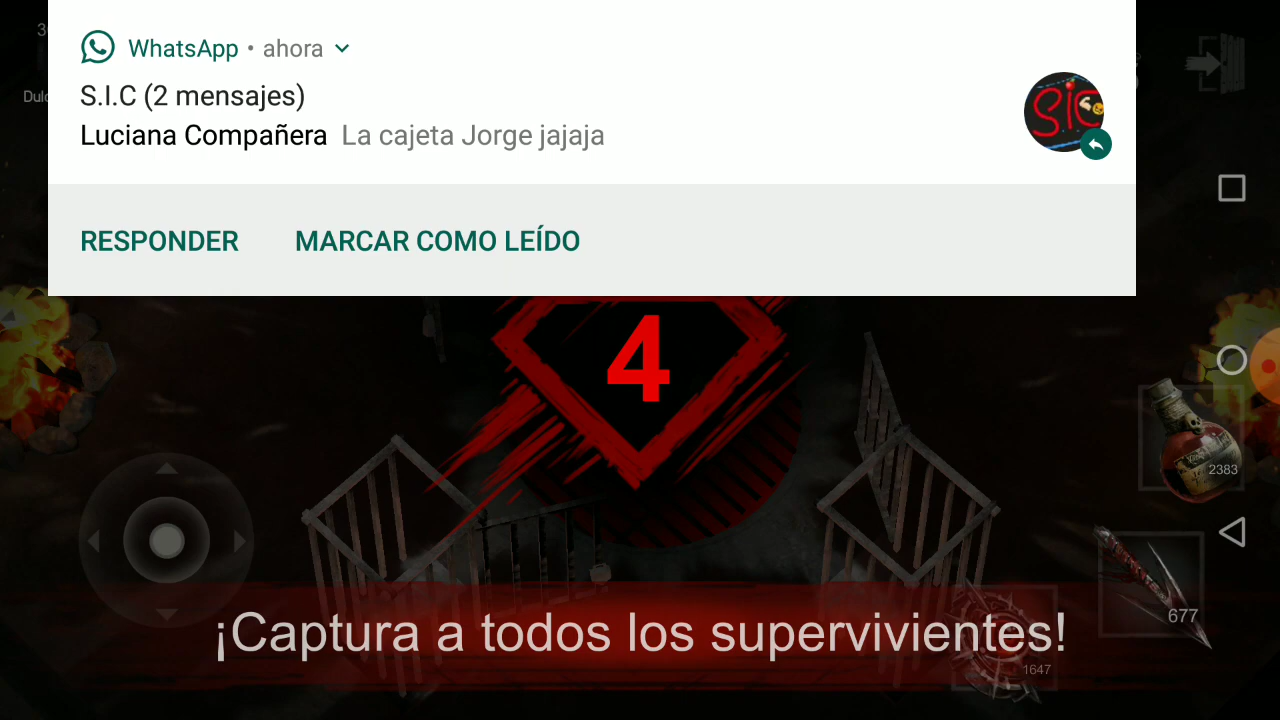 WhatsApp • ahora
S.I.C (2 mensajes)
Luciana Compañera La cajeta Jorge jajaja
SIC
RESPONDER MARCAR COMO LEÍDO
4
2383
677
¡Captura a todos los supervivientes!
1647